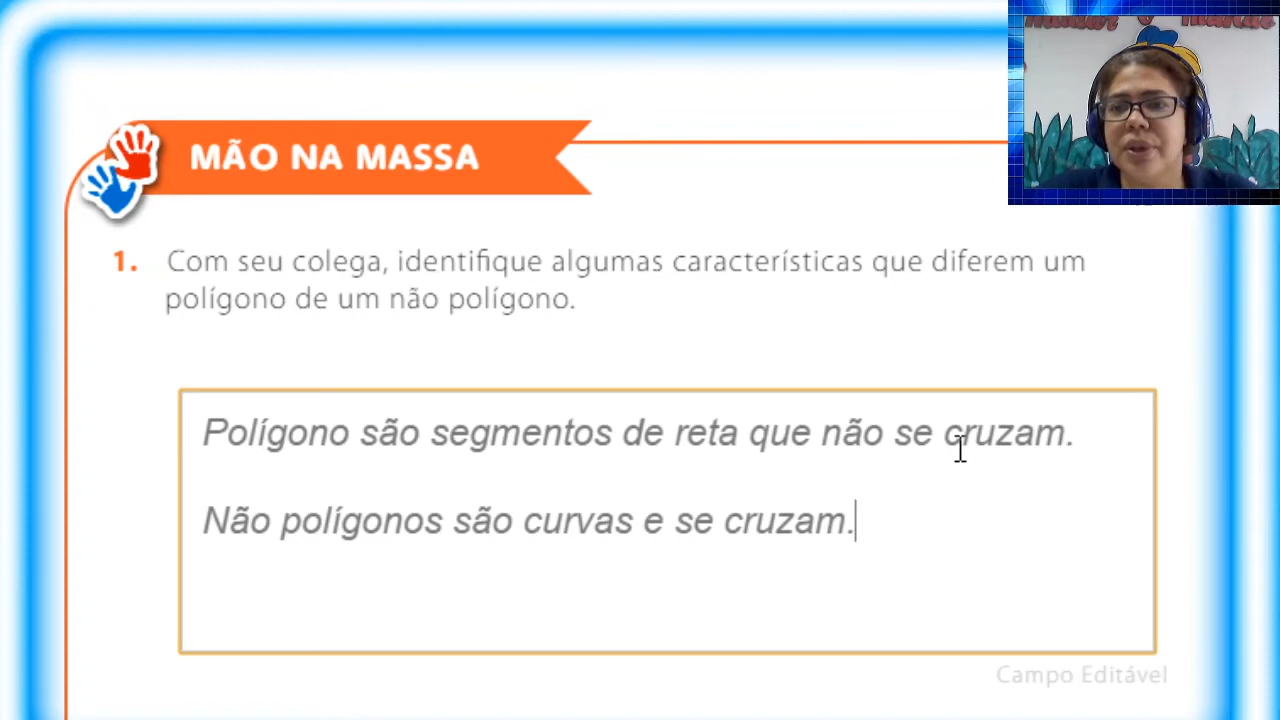 MÃO NA MASSA
1. Com seu colega, identifique algumas características que diferem um
polígono de um não polígono.
Polígono são segmentos de reta que não se cruzam.
Não polígonos são curvas e se cruzam.
Campo Editável